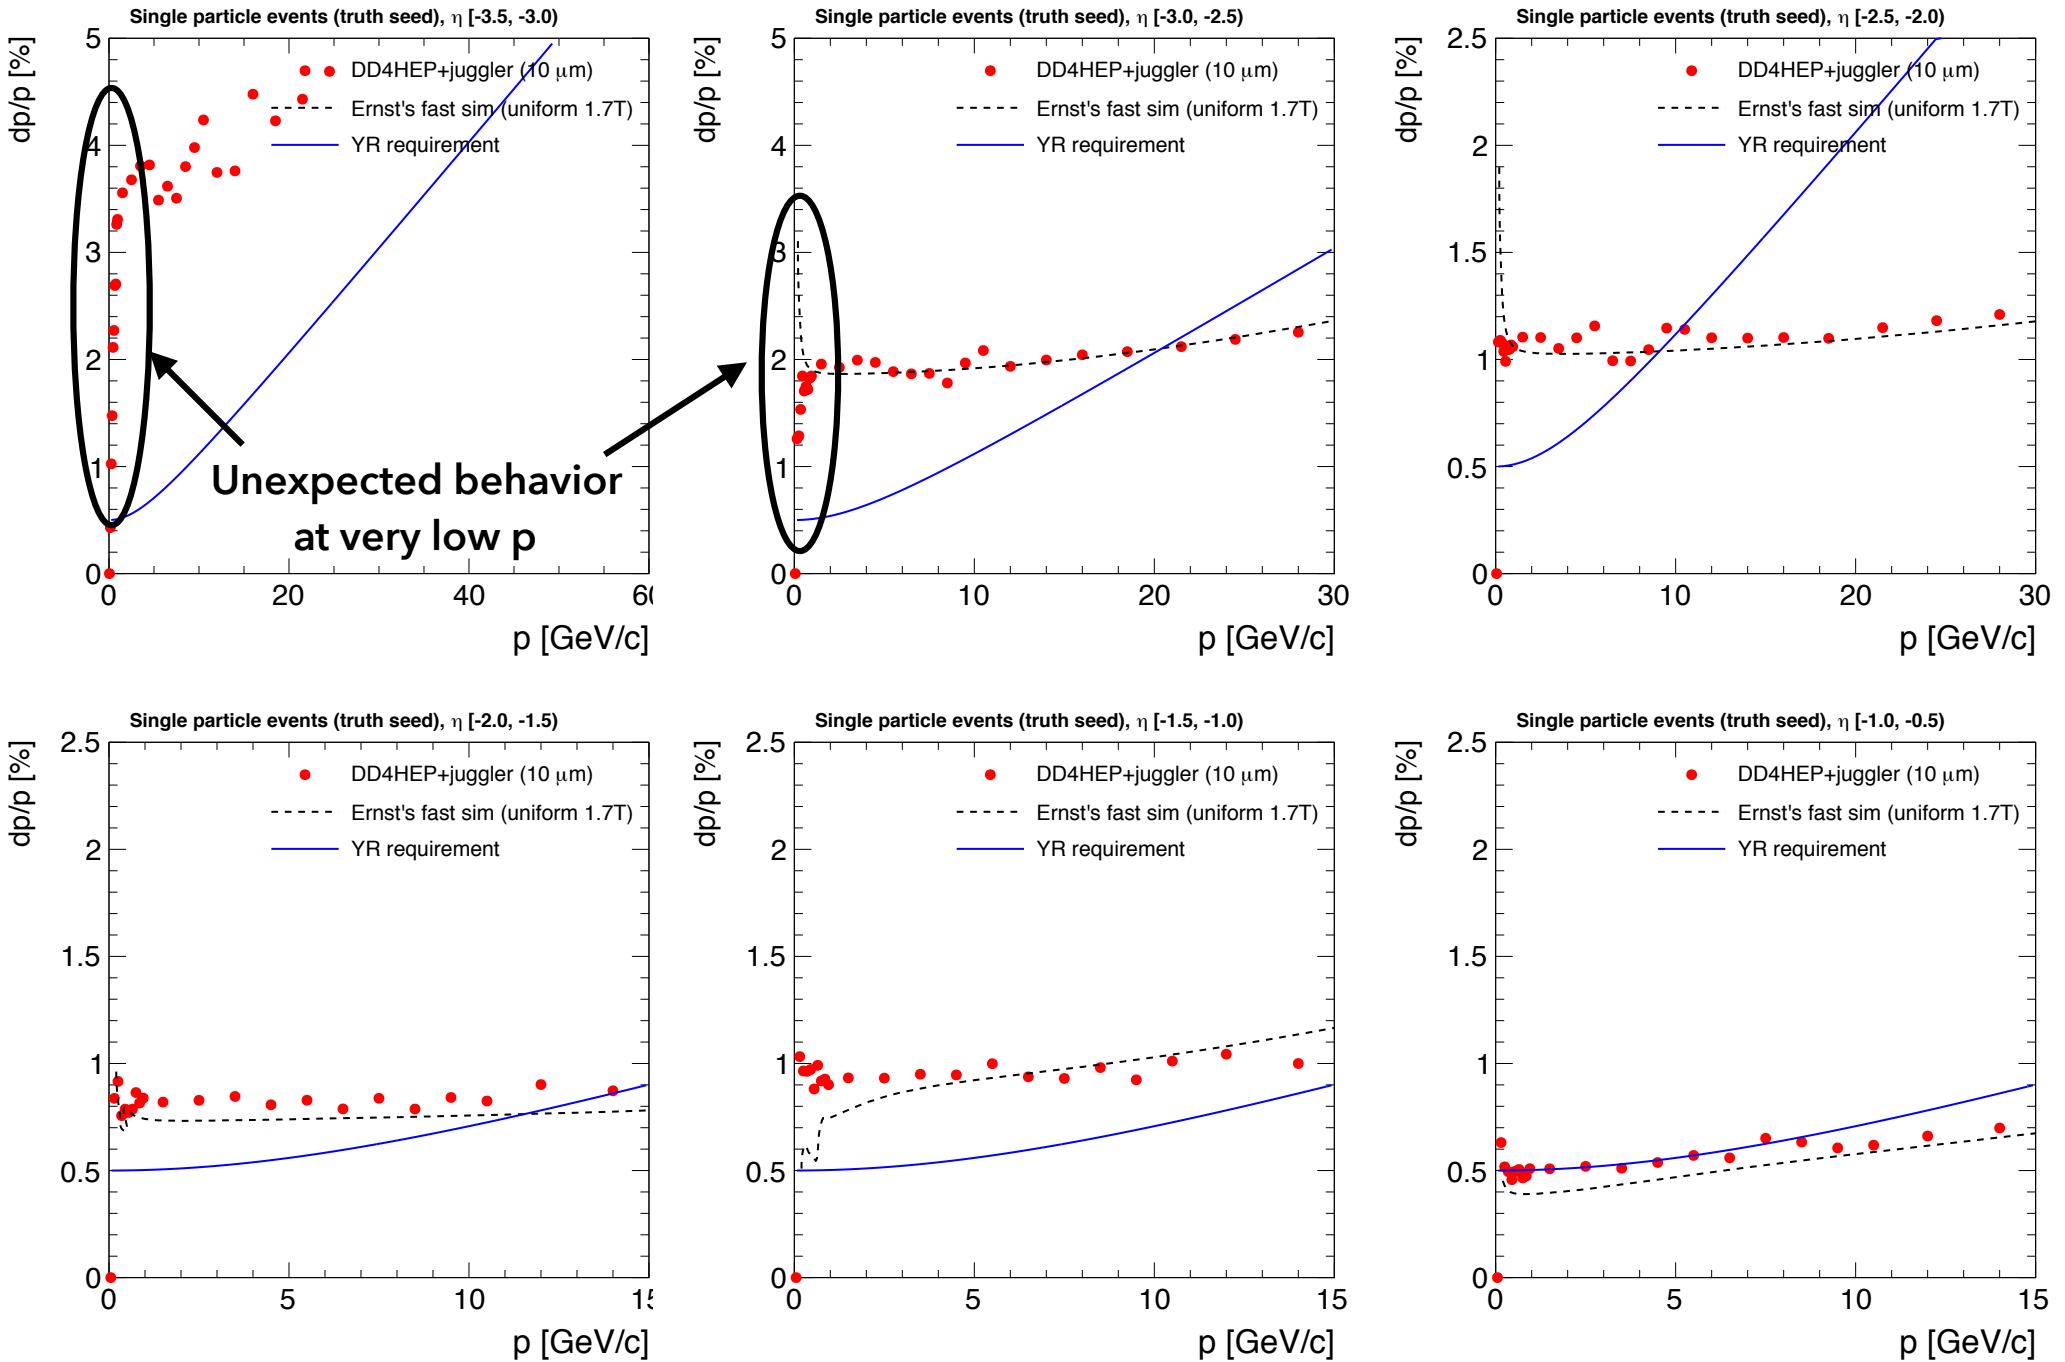 Single particle events (truth seed), η [-3.5, -3.0)
dp/p [%]
DD4HEP+juggler (10 μm)
Ernst's fast sim (uniform 1.7T)
YR requirement
5
4
3
2
1
0
0 20 40 60
p [GeV/c]
Single particle events (truth seed), η [-3.0, -2.5)
dp/p [%]
DD4HEP+juggler (10 μm)
Ernst's fast sim (uniform 1.7T)
YR requirement
5
4
3
2
1
0
0 10 20 30
p [GeV/c]
Unexpected behavior
at very low p
Single particle events (truth seed), η [-2.5, -2.0)
dp/p [%]
DD4HEP+juggler (10 μm)
Ernst's fast sim (uniform 1.7T)
YR requirement
2.5
2
1.5
1
0.5
0
0 10 20 30
p [GeV/c]
Single particle events (truth seed), η [-2.0, -1.5)
dp/p [%]
DD4HEP+juggler (10 μm)
Ernst's fast sim (uniform 1.7T)
YR requirement
2.5
2
1.5
1
0.5
0
0 5 10 15
p [GeV/c]
Single particle events (truth seed), η [-1.5, -1.0)
dp/p [%]
DD4HEP+juggler (10 μm)
Ernst's fast sim (uniform 1.7T)
YR requirement
2.5
2
1.5
1
0.5
0
0 5 10 15
p [GeV/c]
Single particle events (truth seed), η [-1.0, -0.5)
dp/p [%]
DD4HEP+juggler (10 μm)
Ernst's fast sim (uniform 1.7T)
YR requirement
2.5
2
1.5
1
0.5
0
0 5 10 15
p [GeV/c]